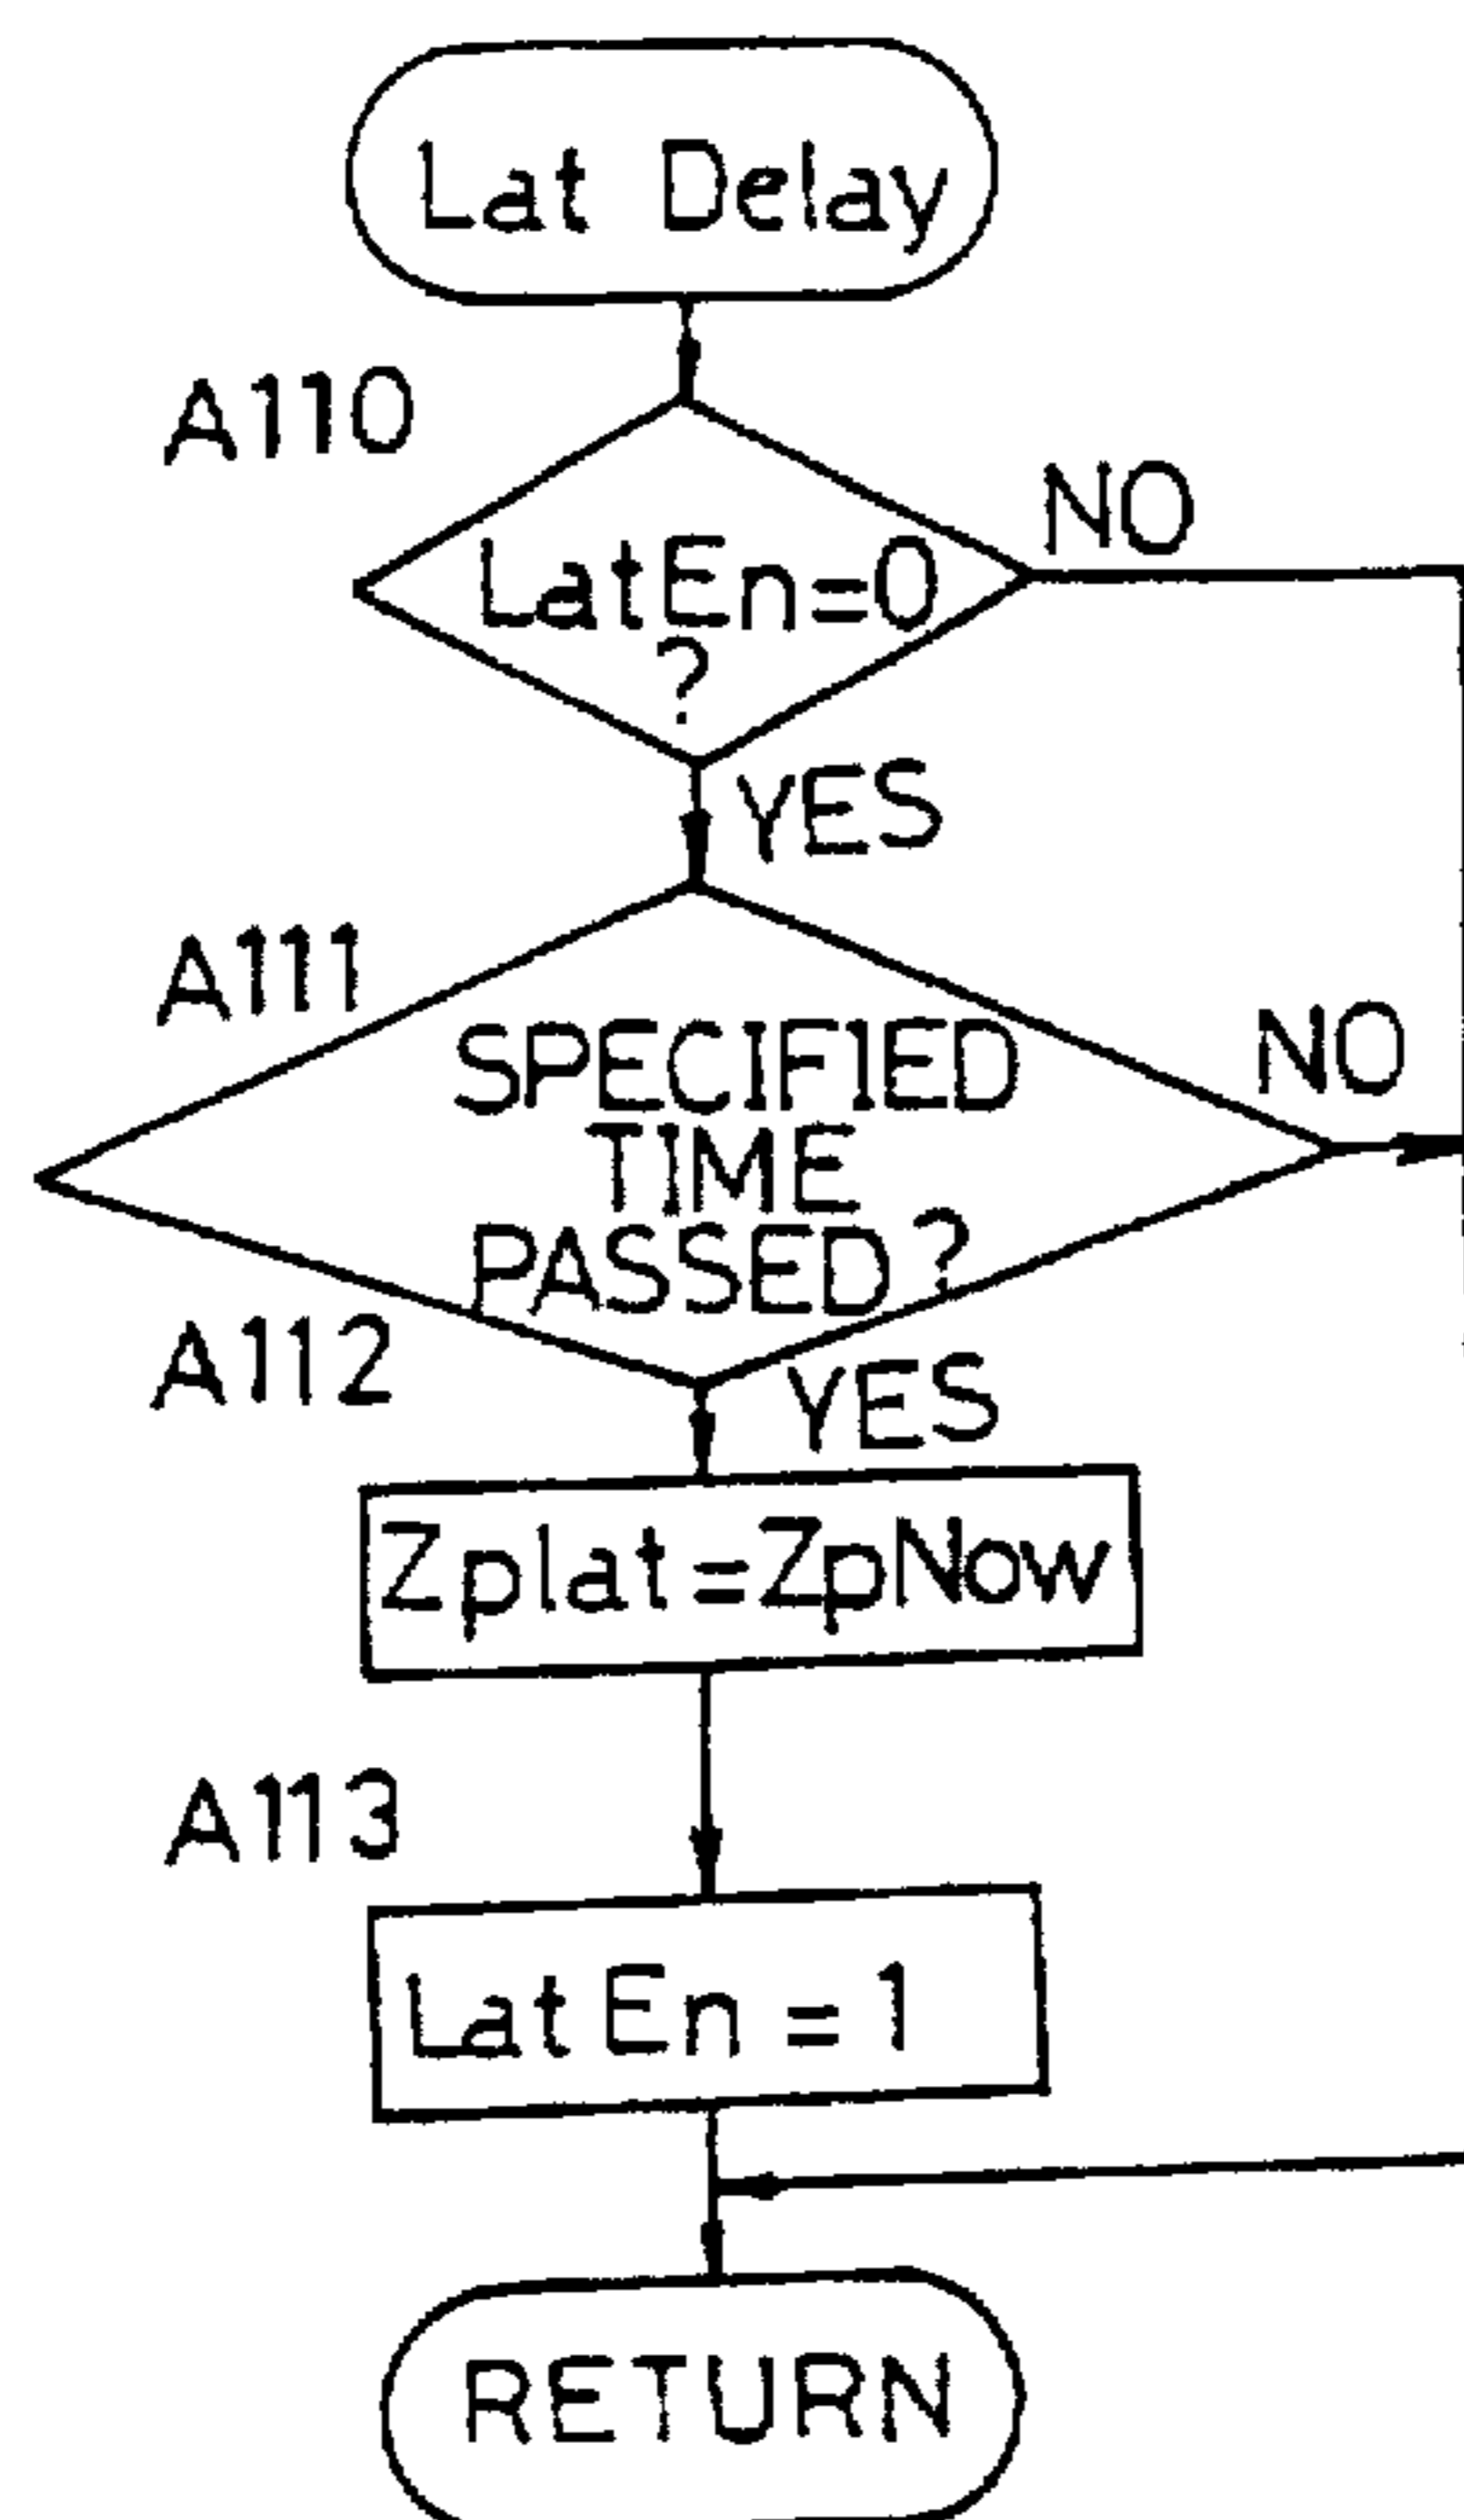 Lat Delay
A110
NO
LatEn=0
?
YES
A111
SPECIFIED
NO
TIME
PASSED?
A112
YES
Zplat=ZpNow
A113
LatEn = 1
RETURN